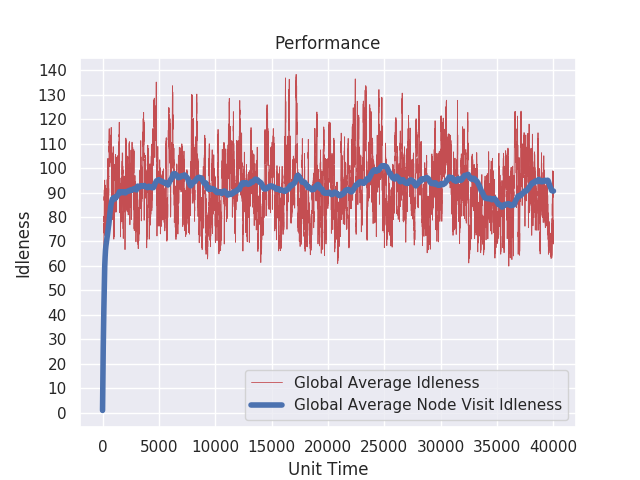 Performance
140
130
120
110
100
90
80
70
60
50
40
30
20
10
0
Idleness
Global Average Idleness
Global Average Node Visit Idleness
0 5000 10000 15000 20000 25000 30000 35000 40000
Unit Time